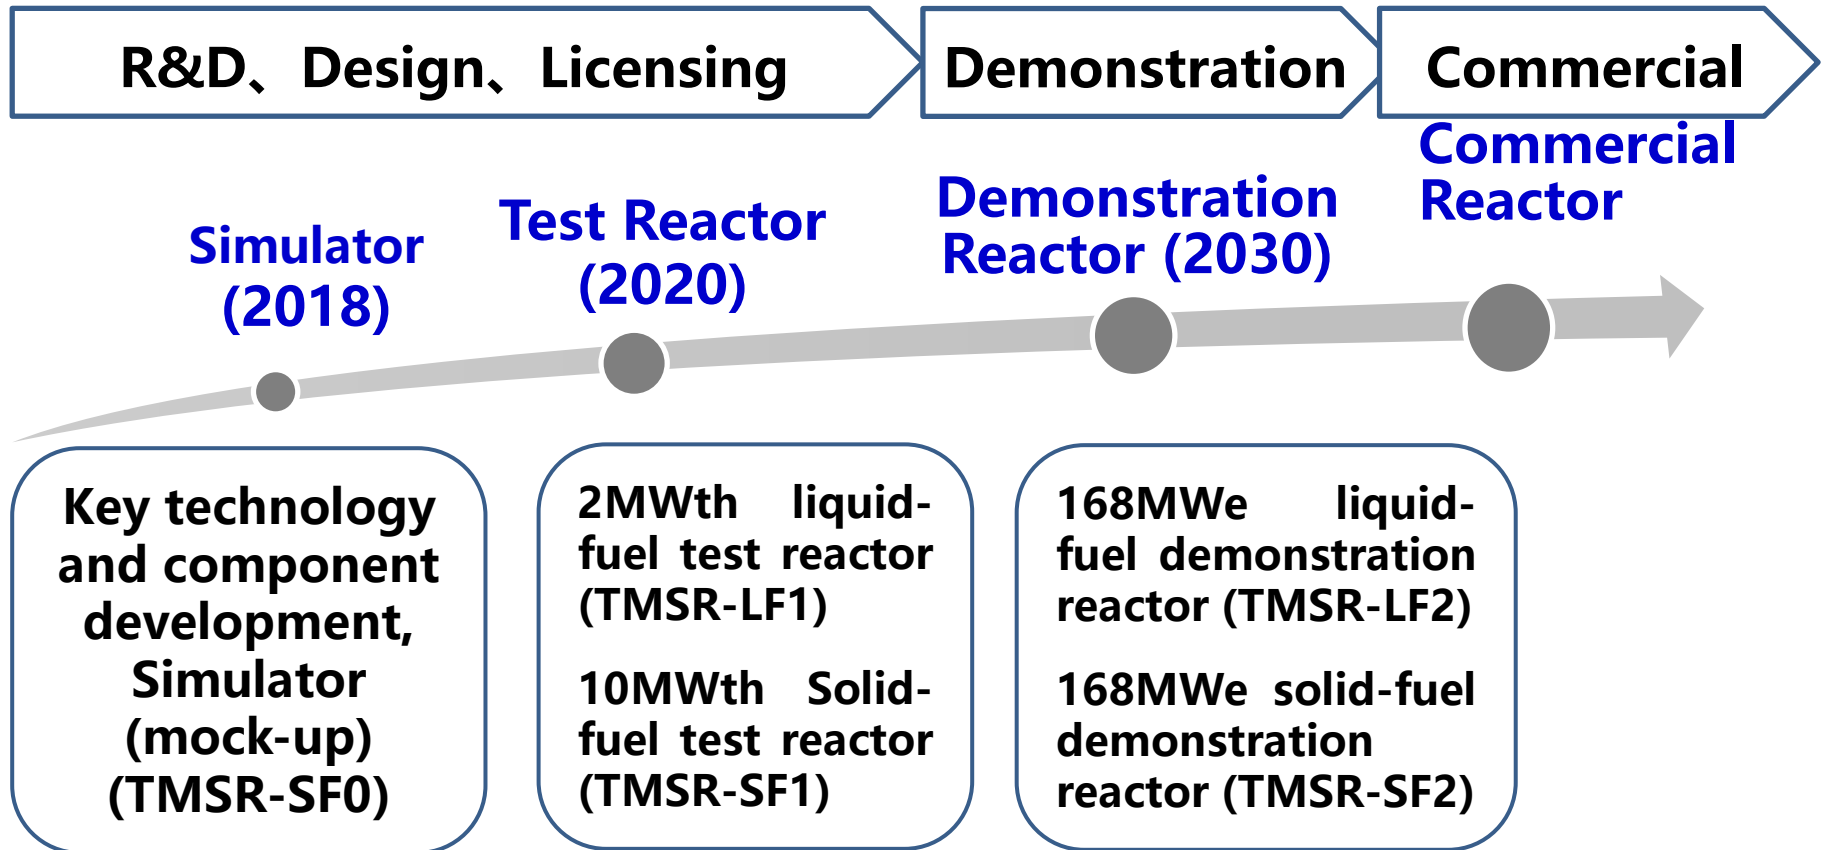 R&D、Design、Licensing
Demonstration
Commercial
Simulator
(2018)
Test Reactor
(2020)
Demonstration
Reactor (2030)
Commercial
Reactor
Key technology
and component
development,
Simulator
(mock-up)
(TMSR-SF0)
2MWth liquid-
fuel test reactor
(TMSR-LF1)
10MWth Solid-
fuel test reactor
(TMSR-SF1)
168MWe liquid-
fuel demonstration
reactor (TMSR-LF2)
168MWe solid-fuel
demonstration
reactor (TMSR-SF2)